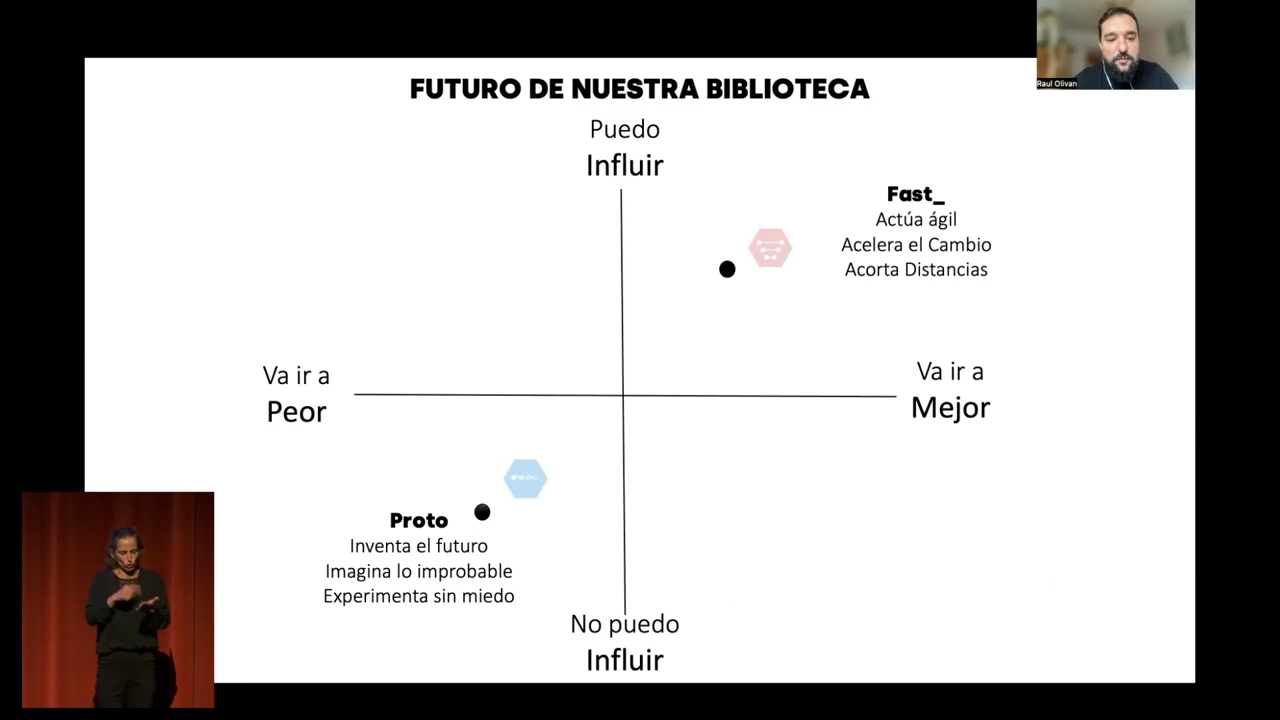 FUTURO DE NUESTRA BIBLIOTECA
Raul Olivan
Puedo
Influir
Fast_
Actúa ágil
Acelera el Cambio
Acorta Distancias
Va ir a
Peor
Va ir a
Mejor
Proto
Inventa el futuro
Imagina lo improbable
Experimenta sin miedo
No puedo
Influir